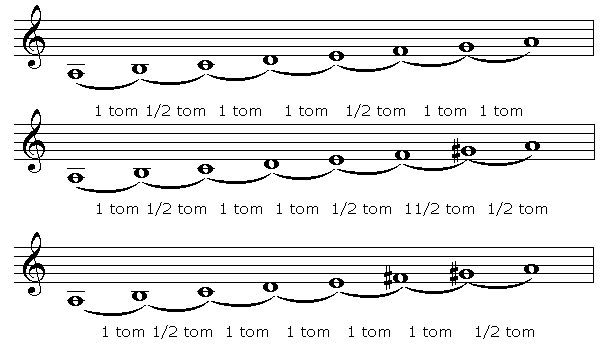 1 tom 1/2 tom 1 tom 1 tom 1/2 tom 1 tom 1 tom
1 tom 1/2 tom 1 tom 1 tom 1/2 tom 11/2 tom 1/2 tom
1 tom 1/2 tom 1 tom 1 tom 1 tom 1 tom 1/2 tom